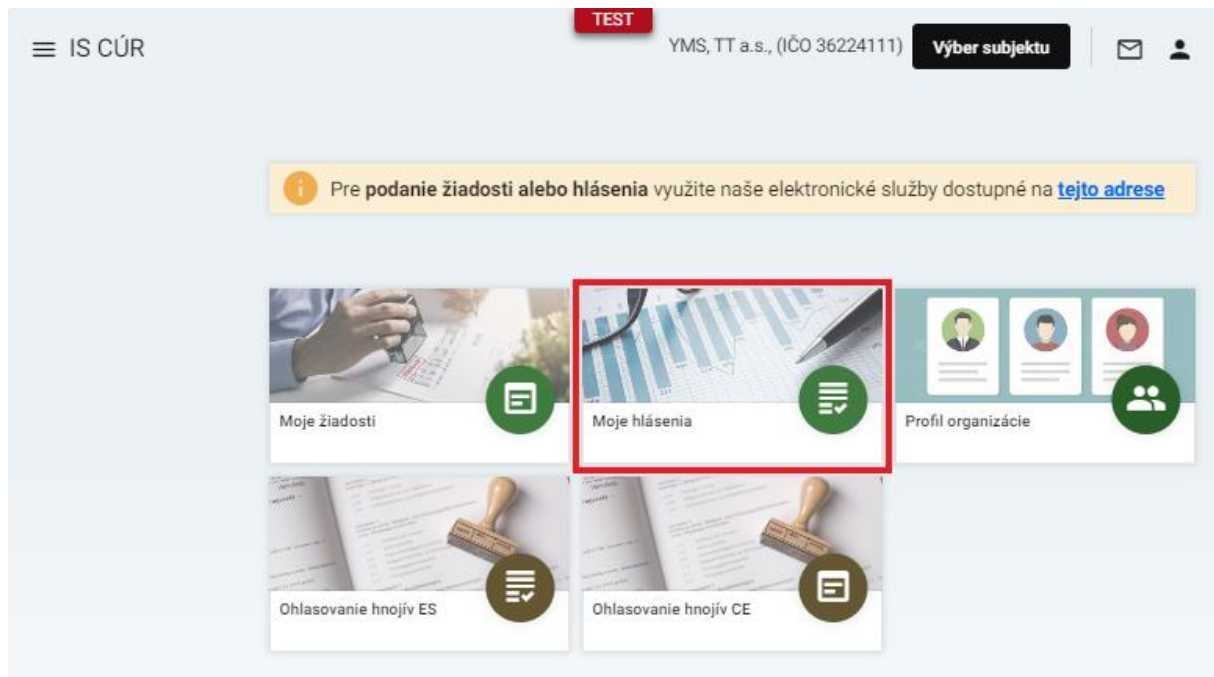 TEST
IS CÚR
YMS, TT a.s., (IČO 36224111)
Výber subjektu
Pre podanie žiadosti alebo hlásenia využite naše elektronické služby dostupné na tejto adrese
Moje žiadosti
Moje hlásenia
Profil organizácie
Ohlasovanie hnojív ES
Ohlasovanie hnojív CE